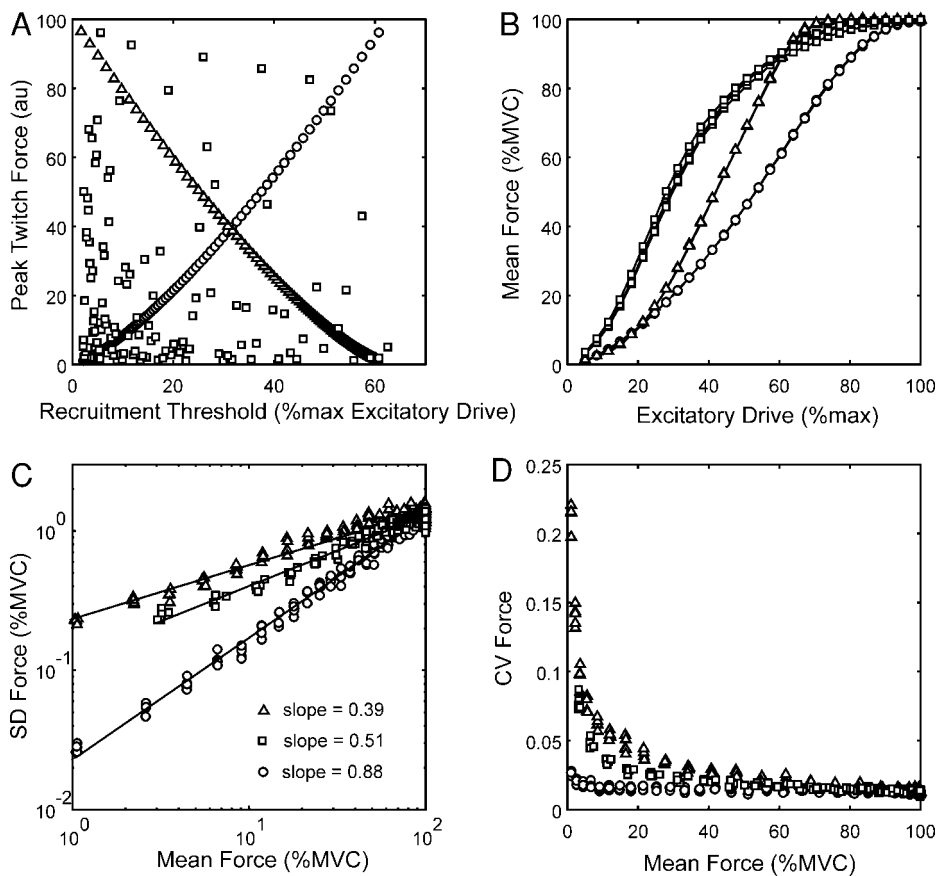 A
Peak Twitch Force (au)
100
80
60
40
20
0
0 20 40 60
Recruitment Threshold (%max Excitatory Drive)
B
Mean Force (%MVC)
100
80
60
40
20
0
0 20 40 60 80 100
Excitatory Drive (%max)
C
SD Force (%MVC)
10^0
10^-1
10^-2
slope = 0.39
slope = 0.51
slope = 0.88
10^0 10^1 10^2
Mean Force (%MVC)
D
CV Force
0.25
0.2
0.15
0.1
0.05
0
0 20 40 60 80 100
Mean Force (%MVC)